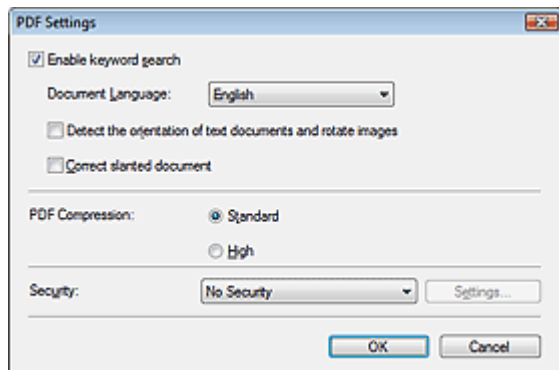 PDF Settings
Enable keyword search
Document Language: English
Detect the orientation of text documents and rotate images
Correct slanted document
PDF Compression: Standard
High
Security: No Security Settings...
OK Cancel